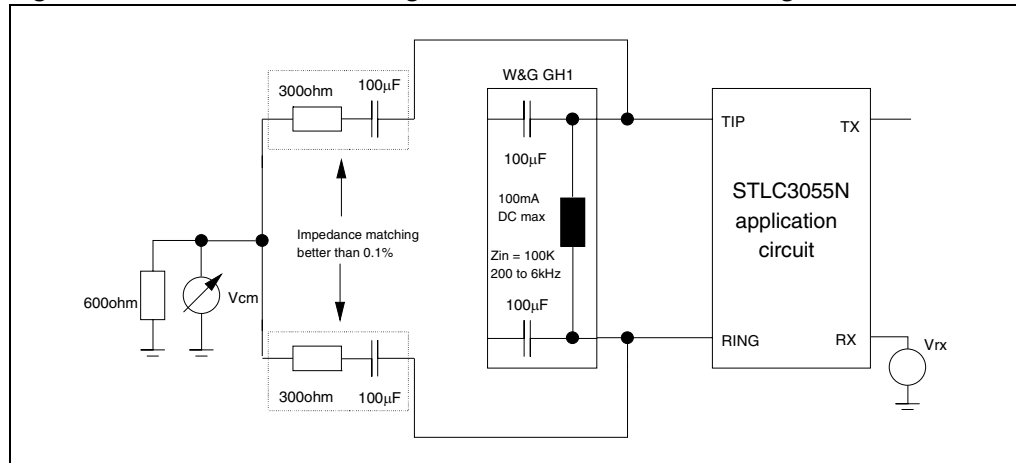 300ohm
100μF
W&G GH1
100μF
TIP
TX
100mA
DC max
STLC3055N
application
circuit
Impedance matching
better than 0.1%
Zin = 100K
200 to 6kHz
600ohm
Vcm
100μF
RING
RX
Vrx
300ohm
100μF